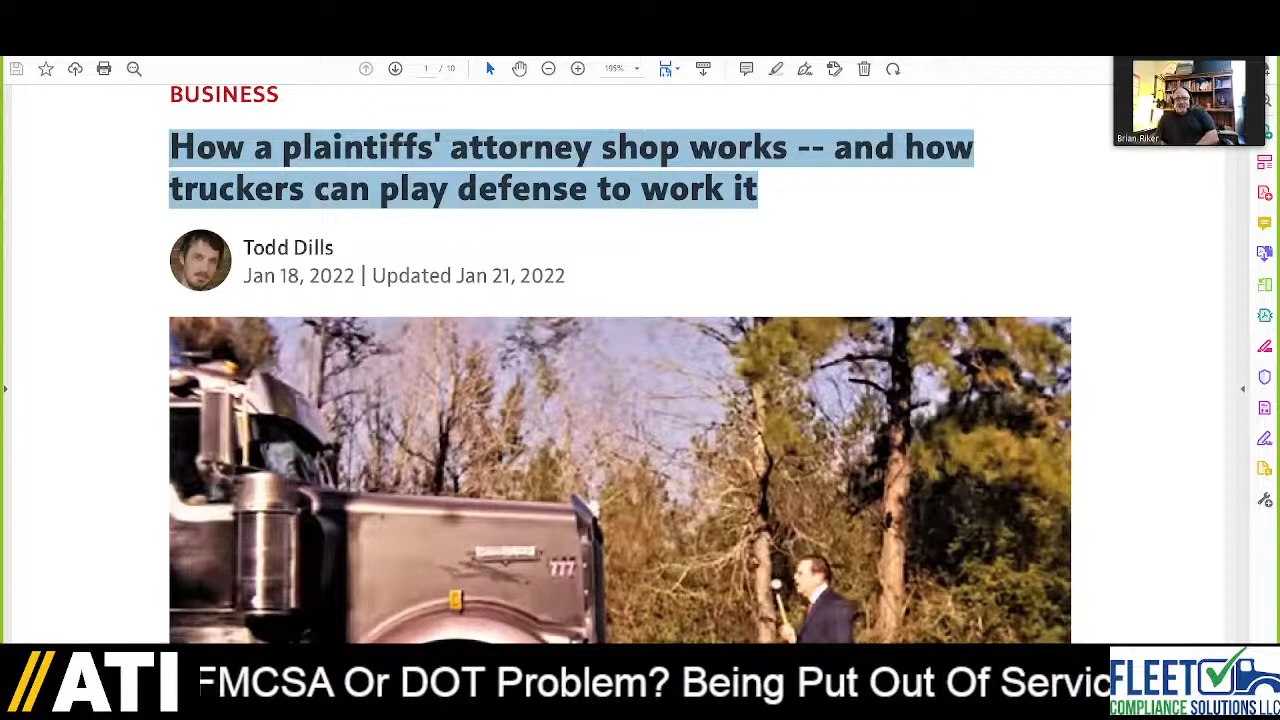 1 / 10
195%
Brian Riker
BUSINESS
How a plaintiffs' attorney shop works -- and how
truckers can play defense to work it
Todd Dills
Jan 18, 2022 | Updated Jan 21, 2022
777
//ATI
FMCSA Or DOT Problem? Being Put Out Of Servic
FLEET
COMPLIANCE SOLUTIONS LLC